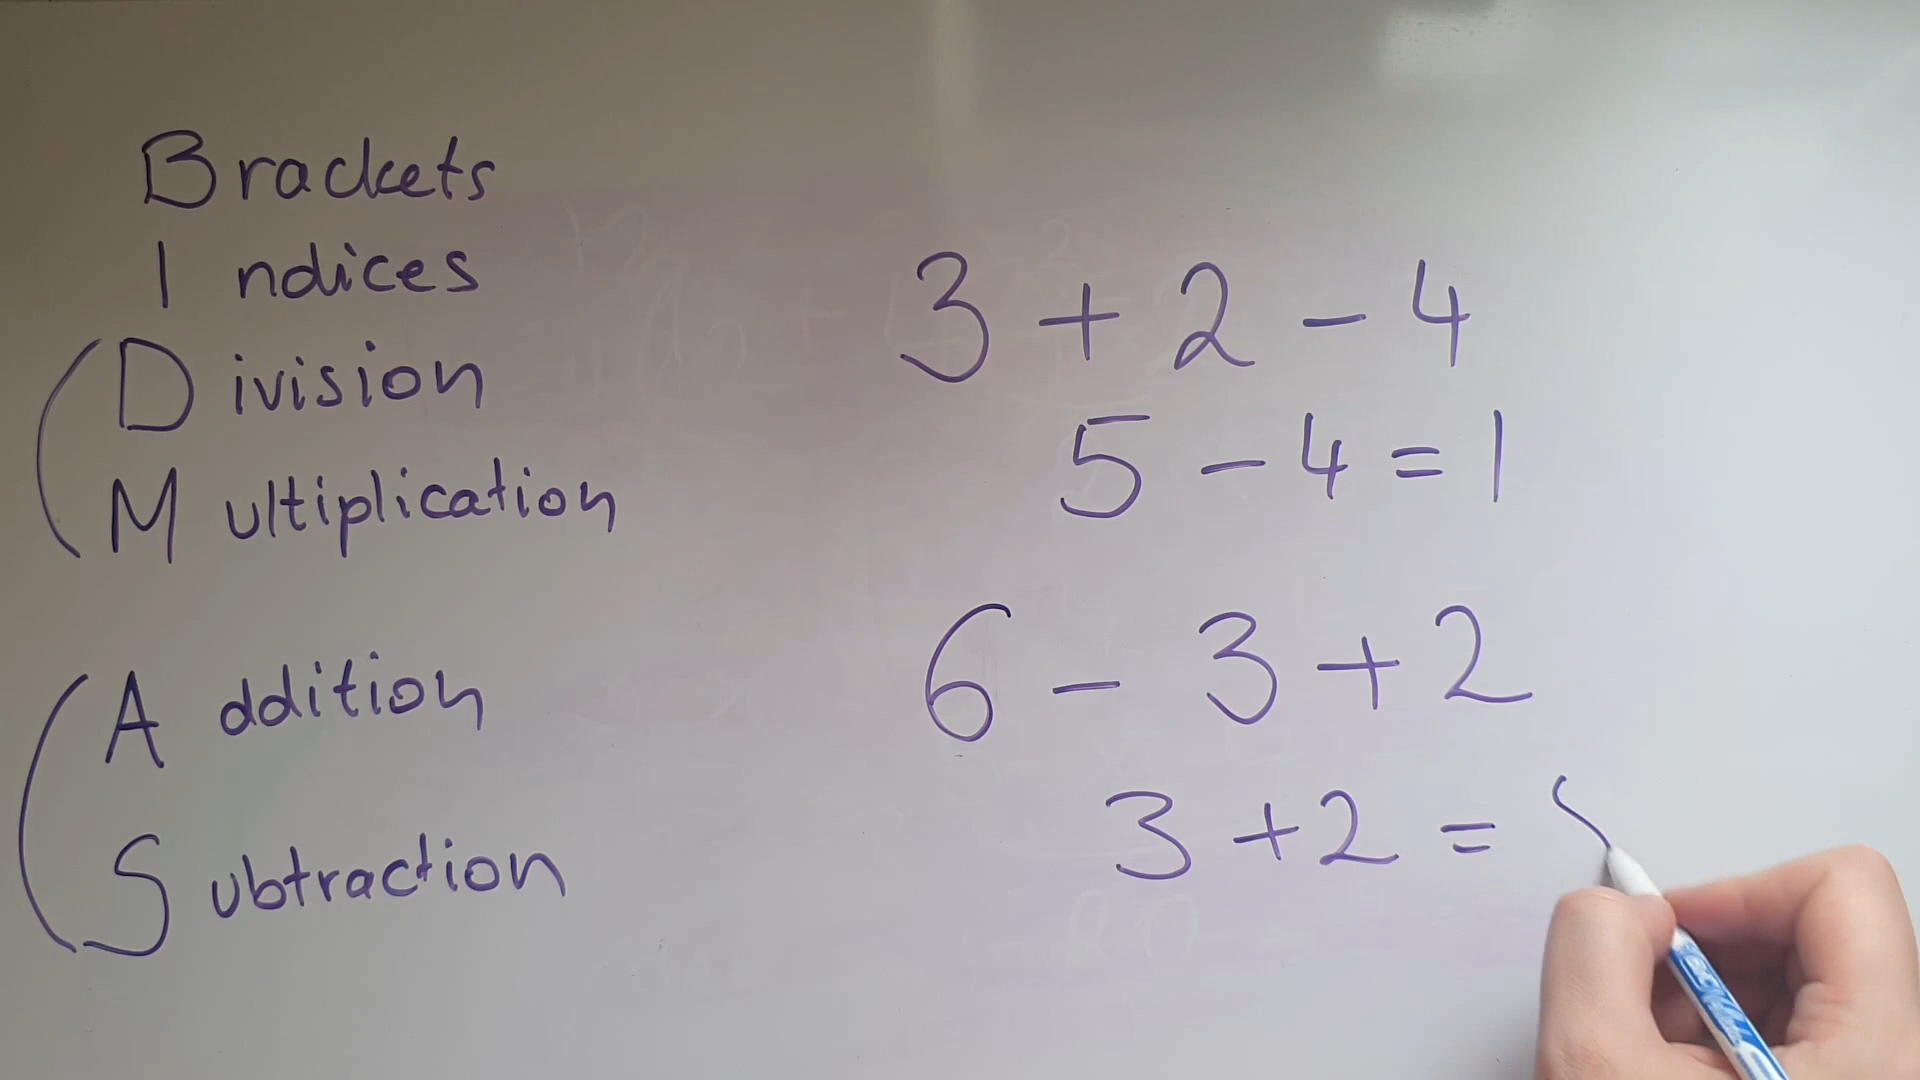 Brackets
Indices
Division
Multiplication
Addition
Subtraction
3 + 2 - 4
5 - 4 = 1
6 - 3 + 2
3 + 2 =